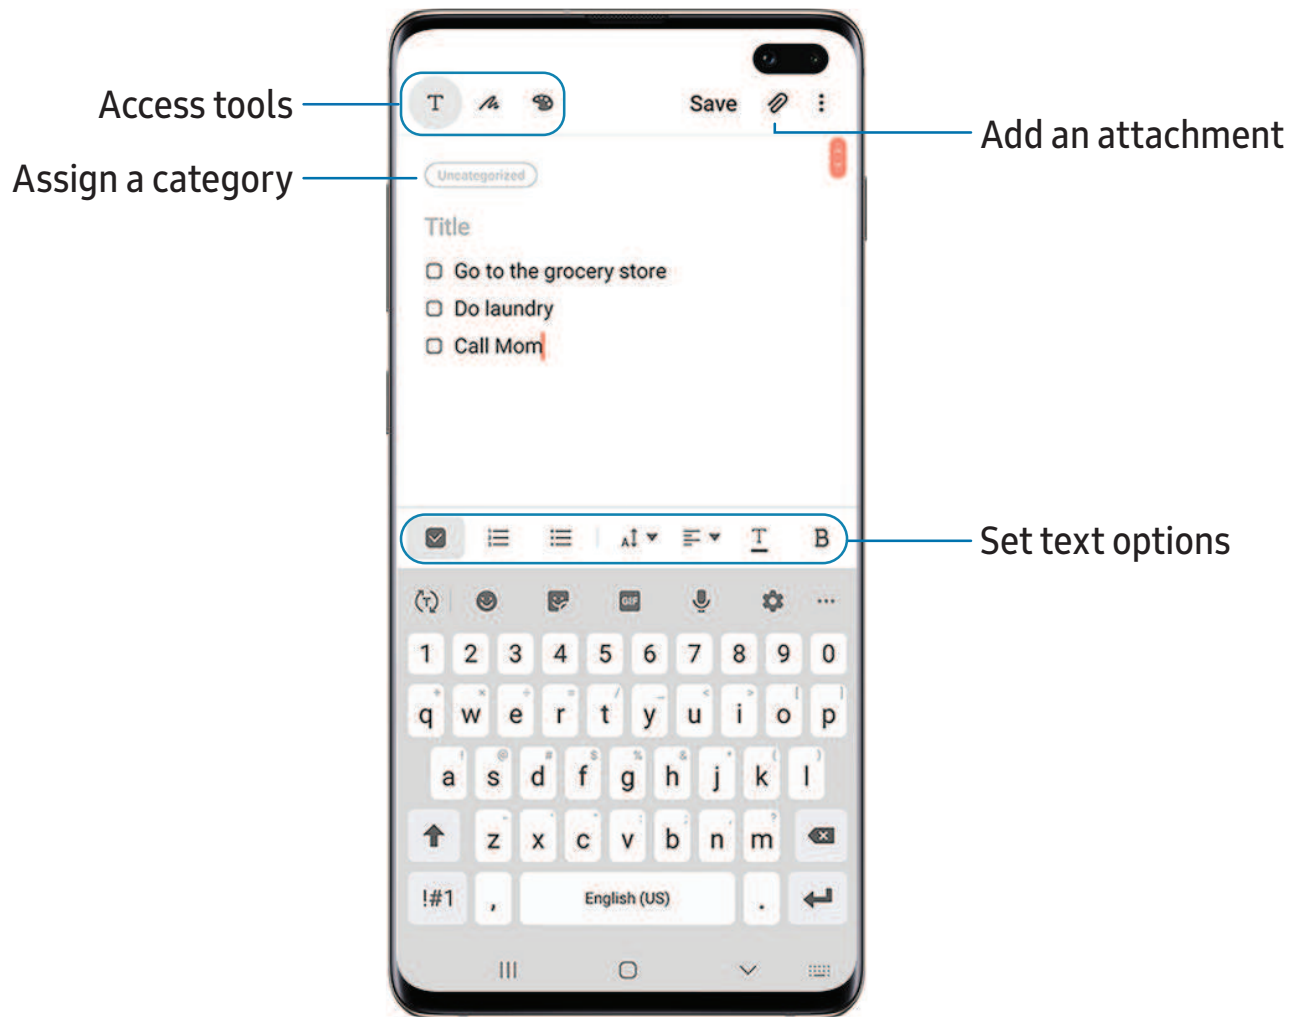 Access tools
T
Save
Add an attachment
Assign a category
Uncategorized
Title
Go to the grocery store
Do laundry
Call Mom
T B
Set text options
GIF
1 2 3 4 5 6 7 8 9 0
q w e r t y u i o p
a s d f g h j k l
z x c v b n m
!#1 , English (US) .